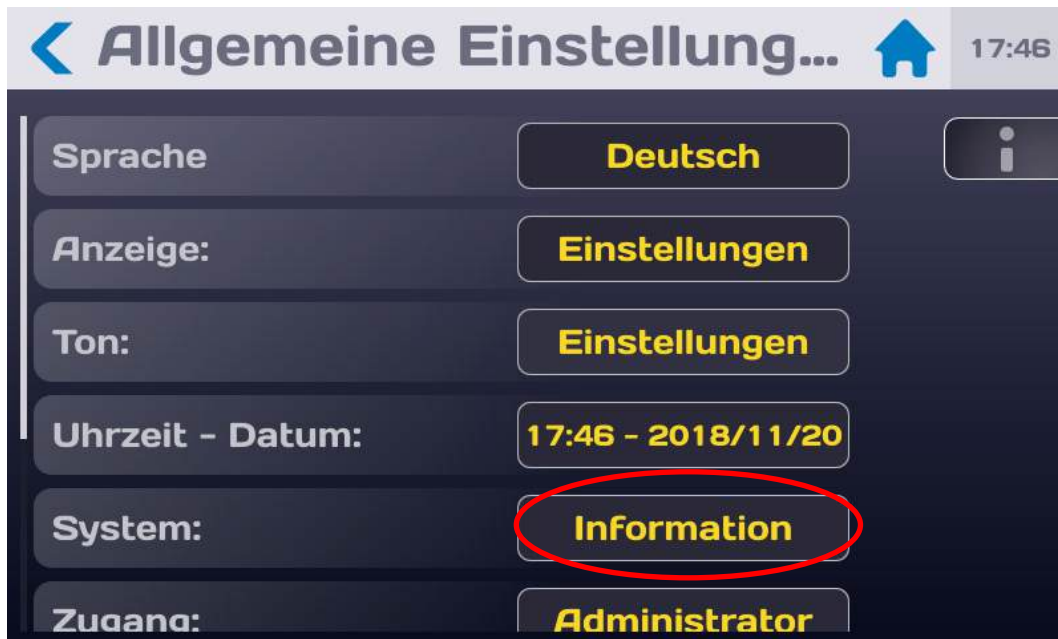 Allgemeine Einstellung... 17:46
Sprache Deutsch
Anzeige: Einstellungen
Ton: Einstellungen
Uhrzeit - Datum: 17:46 - 2018/11/20
System: Information
Zugang: Administrator